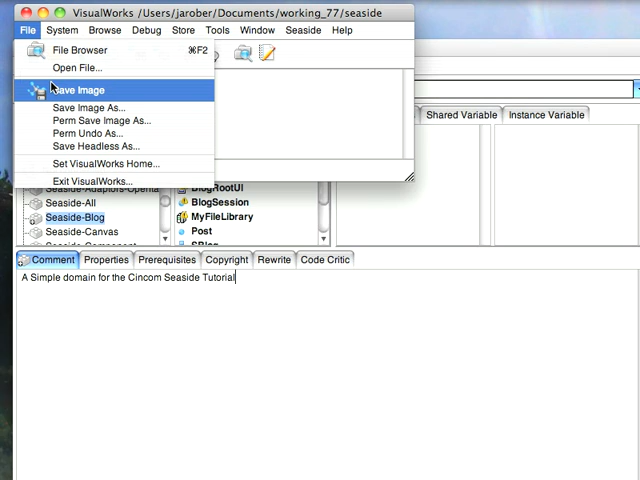 VisualWorks /Users/jarober/Documents/working_77/seaside
File System Browse Debug Store Tools Window Seaside Help
File Browser ⌘F2
Open File...
Save Image
Save Image As...
Perm Save Image As...
Perm Undo As...
Save Headless As...
Set VisualWorks Home...
Exit VisualWorks...
Shared Variable Instance Variable
BlogRootUI
Seaside-All BlogSession
Seaside-Blog MyFileLibrary
Seaside-Canvas Post
Comment Properties Prerequisites Copyright Rewrite Code Critic
A Simple domain for the Cincom Seaside Tutorial